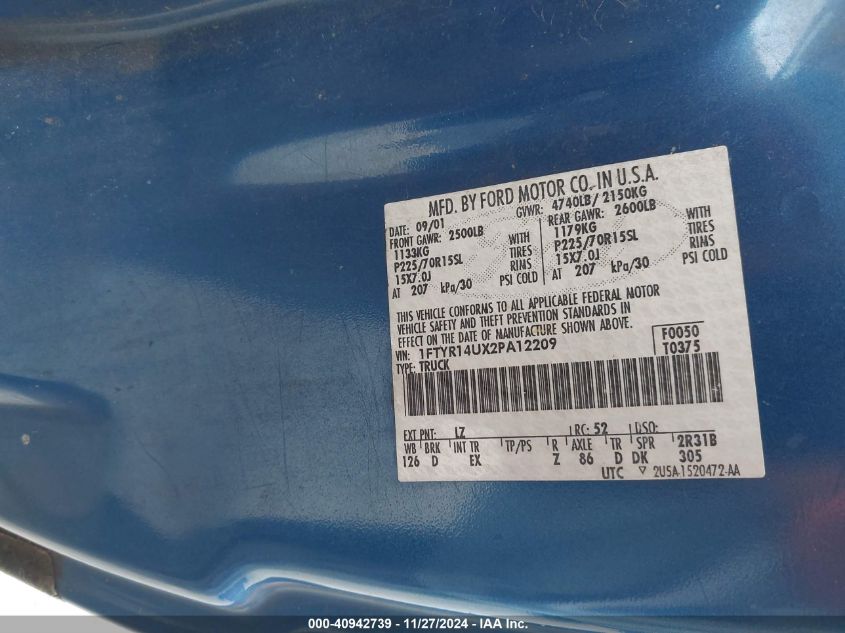 MFD. BY FORD MOTOR CO. IN U.S.A.
DATE: 09/01 GVWR: 4740LB/ 2150KG
FRONT GAWR: 2500LB REAR GAWR: 2600LB
1133KG WITH 1179KG WITH
P225/70R15SL TIRES P225/70R15SL TIRES
15X7.0J RIMS 15X7.0J RIMS
AT 207 kPa/30 PSI COLD AT 207 kPa/30 PSI COLD
THIS VEHICLE CONFORMS TO ALL APPLICABLE FEDERAL MOTOR
VEHICLE SAFETY AND THEFT PREVENTION STANDARDS IN
EFFECT ON THE DATE OF MANUFACTURE SHOWN ABOVE.
VIN: 1FTYR14UX2PA12209 F0050
TYPE: TRUCK T0375
EXT PNT: LZ RC: 52 DSO:
WB BRK INT TR TP/PS R AXLE TR SPR 2R31B
126 D EX Z 86 D DK 305
UTC ▽ 2U5A-1520472-AA
000-40942739 - 11/27/2024 - IAA Inc.